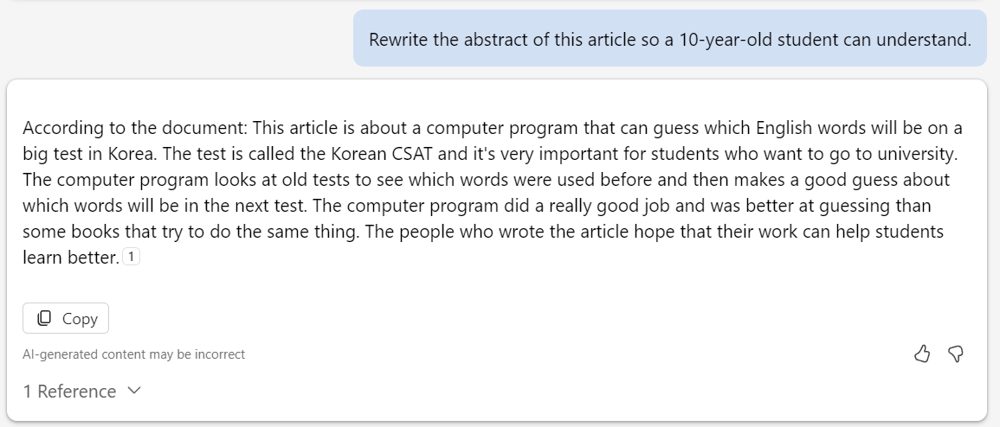 Rewrite the abstract of this article so a 10-year-old student can understand.
According to the document: This article is about a computer program that can guess which English words will be on a
big test in Korea. The test is called the Korean CSAT and it's very important for students who want to go to university.
The computer program looks at old tests to see which words were used before and then makes a good guess about
which words will be in the next test. The computer program did a really good job and was better at guessing than
some books that try to do the same thing. The people who wrote the article hope that their work can help students
learn better. 1
Copy
AI-generated content may be incorrect
1 Reference